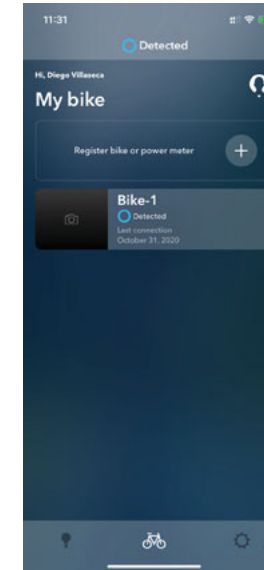 11:31
Detected
Hi, Diego Villaseca
My bike
Register bike or power meter
Bike-1
Detected
Last connection
October 31, 2020